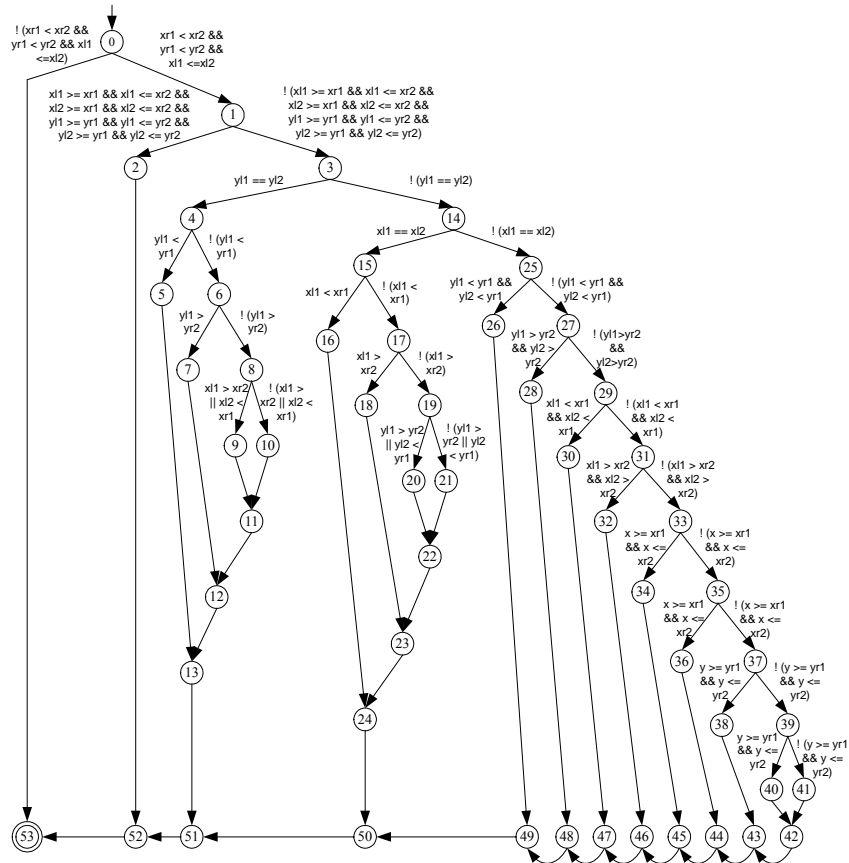 ! (xr1 < xr2 &&
yr1 < yr2 && xl1
<=xl2)
0
xr1 < xr2 &&
yr1 < yr2 &&
xl1 <=xl2
xl1 >= xr1 && xl1 <= xr2 &&
xl2 >= xr1 && xl2 <= xr2 &&
yl1 >= yr1 && yl1 <= yr2 &&
yl2 >= yr1 && yl2 <= yr2
1
! (xl1 >= xr1 && xl1 <= xr2 &&
xl2 >= xr1 && xl2 <= xr2 &&
yl1 >= yr1 && yl1 <= yr2 &&
yl2 >= yr1 && yl2 <= yr2)
2
3
yl1 == yl2
! (yl1 == yl2)
4
14
yl1 <
yr1
! (yl1 <
yr1)
xl1 == xl2
! (xl1 == xl2)
5
6
15
25
xl1 < xr1
! (xl1 <
xr1)
yl1 < yr1 &&
yl2 < yr1
! (yl1 < yr1 &&
yl2 < yr1)
yl1 >
yr2
! (yl1 >
yr2)
16
17
26
27
7
8
xl1 >
xr2
! (xl1 >
xr2)
yl1 > yr2
&& yl2 >
yr2
! (yl1>yr2
&&
yl2>yr2)
xl1 > xr2
|| xl2 <
xr1
! (xl1 >
xr2 || xl2 <
xr1)
18
19
28
29
9
10
yl1 > yr2
|| yl2 <
yr1
! (yl1 >
yr2 || yl2
< yr1)
xl1 < xr1
&& xl2 <
xr1
! (xl1 < xr1
&& xl2 <
xr1)
20
21
30
31
11
xl1 > xr2
&& xl2 >
xr2
! (xl1 > xr2
&& xl2 >
xr2)
22
32
33
12
x >= xr1
&& x <=
xr2
! (x >= xr1
&& x <=
xr2)
34
35
23
x >= xr1
&& x <=
xr2
! (x >= xr1
&& x <=
xr2)
13
36
37
24
y >= yr1
&& y <=
yr2
! (y >= yr1
&& y <=
yr2)
38
39
y >= yr1
&& y <=
yr2
! (y >= yr1
&& y <=
yr2)
40
41
53
52
51
50
49
48
47
46
45
44
43
42